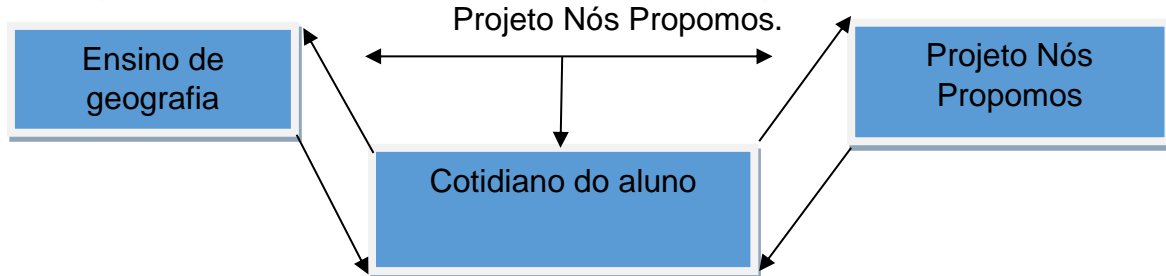 Projeto Nós Propomos.
Ensino de
geografia
Projeto Nós
Propomos
Cotidiano do aluno